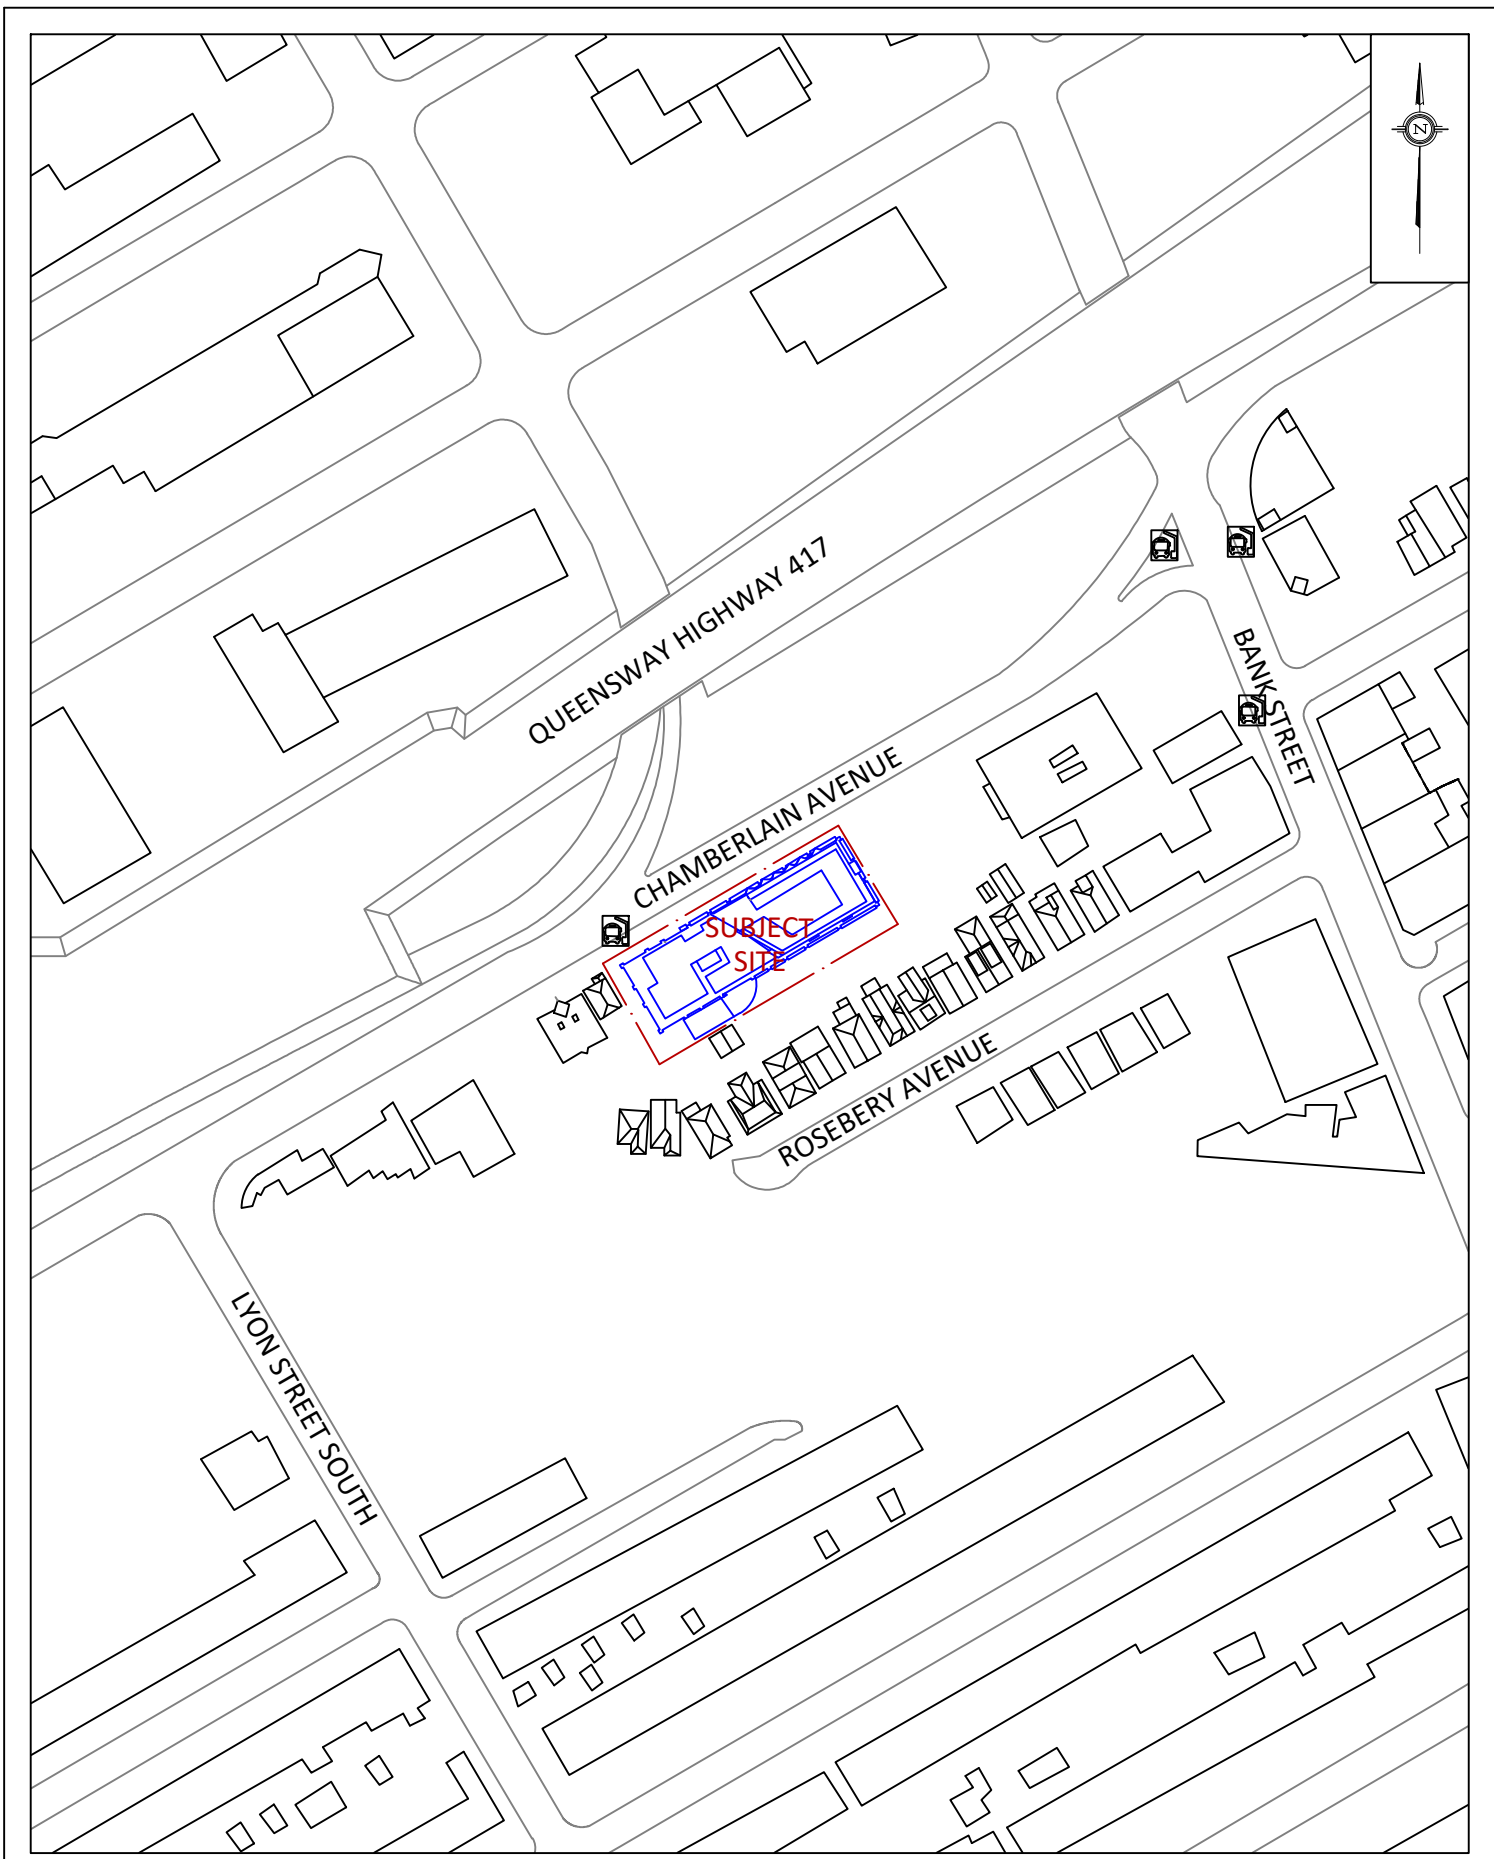 N
QUEENSWAY HIGHWAY 417
BANK STREET
CHAMBERLAIN AVENUE
SUBJECT
SITE
ROSEBERY AVENUE
LYON STREET SOUTH